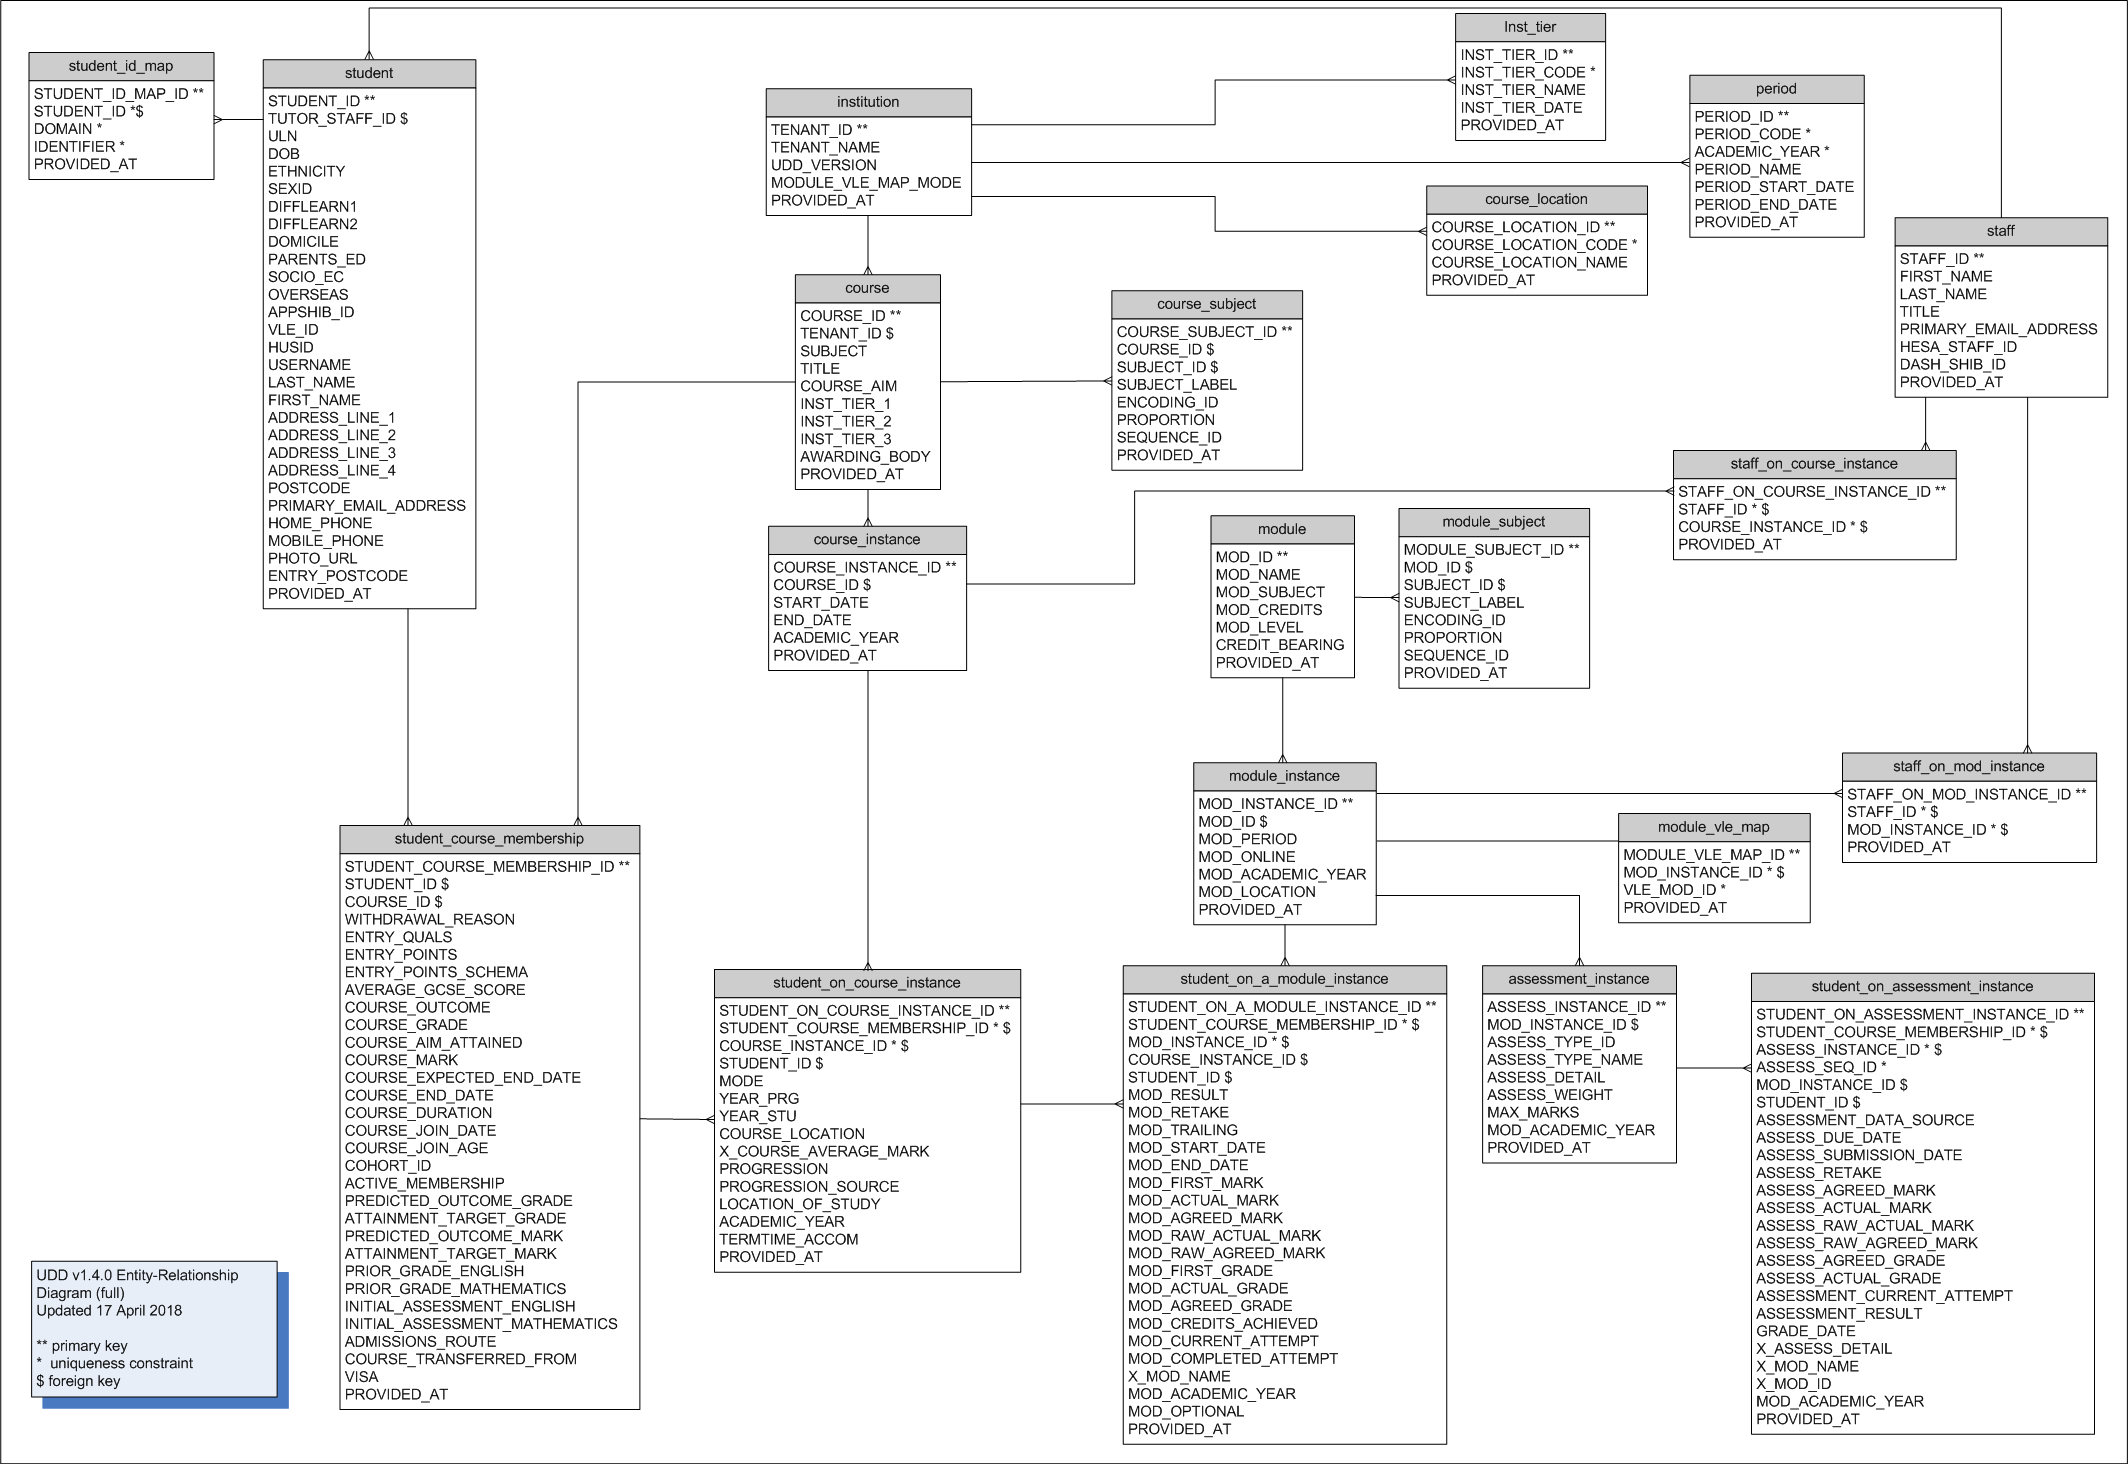 student_id_map
STUDENT_ID_MAP_ID **
STUDENT_ID *$
DOMAIN *
IDENTIFIER *
PROVIDED_AT
student
STUDENT_ID **
TUTOR_STAFF_ID $
ULN
DOB
ETHNICITY
SEXID
DIFFLEARN1
DIFFLEARN2
DOMICILE
PARENTS_ED
SOCIO_EC
OVERSEAS
APPSHIB_ID
VLE_ID
HUSID
USERNAME
LAST_NAME
FIRST_NAME
ADDRESS_LINE_1
ADDRESS_LINE_2
ADDRESS_LINE_3
ADDRESS_LINE_4
POSTCODE
PRIMARY_EMAIL_ADDRESS
HOME_PHONE
MOBILE_PHONE
PHOTO_URL
ENTRY_POSTCODE
PROVIDED_AT
institution
TENANT_ID **
TENANT_NAME
UDD_VERSION
MODULE_VLE_MAP_MODE
PROVIDED_AT
Inst_tier
INST_TIER_ID **
INST_TIER_CODE *
INST_TIER_NAME
INST_TIER_DATE
PROVIDED_AT
period
PERIOD_ID **
PERIOD_CODE *
ACADEMIC_YEAR *
PERIOD_NAME
PERIOD_START_DATE
PERIOD_END_DATE
PROVIDED_AT
course_location
COURSE_LOCATION_ID **
COURSE_LOCATION_CODE *
COURSE_LOCATION_NAME
PROVIDED_AT
staff
STAFF_ID **
FIRST_NAME
LAST_NAME
TITLE
PRIMARY_EMAIL_ADDRESS
HESA_STAFF_ID
DASH_SHIB_ID
PROVIDED_AT
course
COURSE_ID **
TENANT_ID $
SUBJECT
TITLE
COURSE_AIM
INST_TIER_1
INST_TIER_2
INST_TIER_3
AWARDING_BODY
PROVIDED_AT
course_subject
COURSE_SUBJECT_ID **
COURSE_ID $
SUBJECT_ID $
SUBJECT_LABEL
ENCODING_ID
PROPORTION
SEQUENCE_ID
PROVIDED_AT
staff_on_course_instance
STAFF_ON_COURSE_INSTANCE_ID **
STAFF_ID * $
COURSE_INSTANCE_ID * $
PROVIDED_AT
course_instance
COURSE_INSTANCE_ID **
COURSE_ID $
START_DATE
END_DATE
ACADEMIC_YEAR
PROVIDED_AT
module
MOD_ID **
MOD_NAME
MOD_SUBJECT
MOD_CREDITS
MOD_LEVEL
CREDIT_BEARING
PROVIDED_AT
module_subject
MODULE_SUBJECT_ID **
MOD_ID $
SUBJECT_ID $
SUBJECT_LABEL
ENCODING_ID
PROPORTION
SEQUENCE_ID
PROVIDED_AT
module_instance
MOD_INSTANCE_ID **
MOD_ID $
MOD_PERIOD
MOD_ONLINE
MOD_ACADEMIC_YEAR
MOD_LOCATION
PROVIDED_AT
staff_on_mod_instance
STAFF_ON_MOD_INSTANCE_ID **
STAFF_ID * $
MOD_INSTANCE_ID * $
PROVIDED_AT
module_vle_map
MODULE_VLE_MAP_ID **
MOD_INSTANCE_ID * $
VLE_MOD_ID *
PROVIDED_AT
student_course_membership
STUDENT_COURSE_MEMBERSHIP_ID **
STUDENT_ID $
COURSE_ID $
WITHDRAWAL_REASON
ENTRY_QUALS
ENTRY_POINTS
ENTRY_POINTS_SCHEMA
AVERAGE_GCSE_SCORE
COURSE_OUTCOME
COURSE_GRADE
COURSE_AIM_ATTAINED
COURSE_MARK
COURSE_EXPECTED_END_DATE
COURSE_END_DATE
COURSE_DURATION
COURSE_JOIN_DATE
COURSE_JOIN_AGE
COHORT_ID
ACTIVE_MEMBERSHIP
PREDICTED_OUTCOME_GRADE
ATTAINMENT_TARGET_GRADE
PREDICTED_OUTCOME_MARK
ATTAINMENT_TARGET_MARK
PRIOR_GRADE_ENGLISH
PRIOR_GRADE_MATHEMATICS
INITIAL_ASSESSMENT_ENGLISH
INITIAL_ASSESSMENT_MATHEMATICS
ADMISSIONS_ROUTE
COURSE_TRANSFERRED_FROM
VISA
PROVIDED_AT
student_on_course_instance
STUDENT_ON_COURSE_INSTANCE_ID **
STUDENT_COURSE_MEMBERSHIP_ID * $
COURSE_INSTANCE_ID * $
STUDENT_ID $
MODE
YEAR_PRG
YEAR_STU
COURSE_LOCATION
X_COURSE_AVERAGE_MARK
PROGRESSION
PROGRESSION_SOURCE
LOCATION_OF_STUDY
ACADEMIC_YEAR
TERMTIME_ACCOM
PROVIDED_AT
student_on_a_module_instance
STUDENT_ON_A_MODULE_INSTANCE_ID **
STUDENT_COURSE_MEMBERSHIP_ID * $
MOD_INSTANCE_ID * $
COURSE_INSTANCE_ID $
STUDENT_ID $
MOD_RESULT
MOD_RETAKE
MOD_TRAILING
MOD_START_DATE
MOD_END_DATE
MOD_FIRST_MARK
MOD_ACTUAL_MARK
MOD_AGREED_MARK
MOD_RAW_ACTUAL_MARK
MOD_RAW_AGREED_MARK
MOD_FIRST_GRADE
MOD_ACTUAL_GRADE
MOD_AGREED_GRADE
MOD_CREDITS_ACHIEVED
MOD_CURRENT_ATTEMPT
MOD_COMPLETED_ATTEMPT
X_MOD_NAME
MOD_ACADEMIC_YEAR
MOD_OPTIONAL
PROVIDED_AT
assessment_instance
ASSESS_INSTANCE_ID **
MOD_INSTANCE_ID $
ASSESS_TYPE_ID
ASSESS_TYPE_NAME
ASSESS_DETAIL
ASSESS_WEIGHT
MAX_MARKS
MOD_ACADEMIC_YEAR
PROVIDED_AT
student_on_assessment_instance
STUDENT_ON_ASSESSMENT_INSTANCE_ID **
STUDENT_COURSE_MEMBERSHIP_ID * $
ASSESS_INSTANCE_ID * $
ASSESS_SEQ_ID *
MOD_INSTANCE_ID $
STUDENT_ID $
ASSESSMENT_DATA_SOURCE
ASSESS_DUE_DATE
ASSESS_SUBMISSION_DATE
ASSESS_RETAKE
ASSESS_AGREED_MARK
ASSESS_ACTUAL_MARK
ASSESS_RAW_ACTUAL_MARK
ASSESS_RAW_AGREED_MARK
ASSESS_AGREED_GRADE
ASSESS_ACTUAL_GRADE
ASSESSMENT_CURRENT_ATTEMPT
ASSESSMENT_RESULT
GRADE_DATE
X_ASSESS_DETAIL
X_MOD_NAME
X_MOD_ID
MOD_ACADEMIC_YEAR
PROVIDED_AT
UDD v1.4.0 Entity-Relationship
Diagram (full)
Updated 17 April 2018
** primary key
* uniqueness constraint
$ foreign key